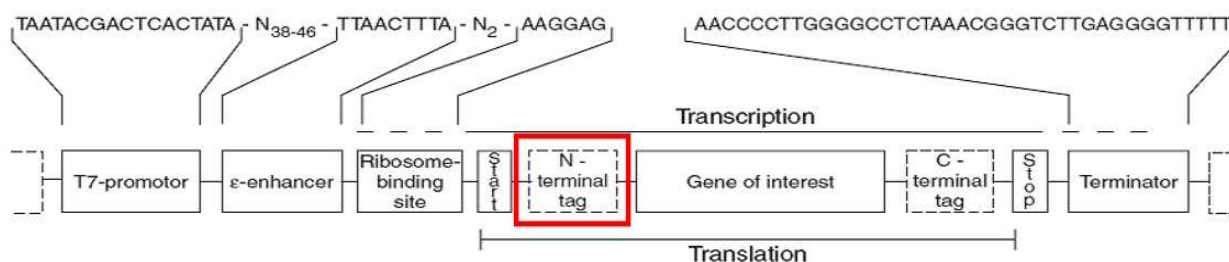 TAATACGACTCACTATA - N38-46 - TTAACTTTA - N2 - AAGGAG
AACCCCTTGGGGCCTCTAAACGGGTCTTGAGGGGTTTTT
Transcription
T7-promotor
ε-enhancer
Ribosome-
binding
site
Start
N -
terminal
tag
Gene of interest
C -
terminal
tag
Stop
Terminator
Translation